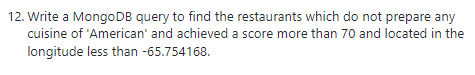 12. Write a MongoDB query to find the restaurants which do not prepare any
cuisine of 'American' and achieved a score more than 70 and located in the
longitude less than -65.754168.